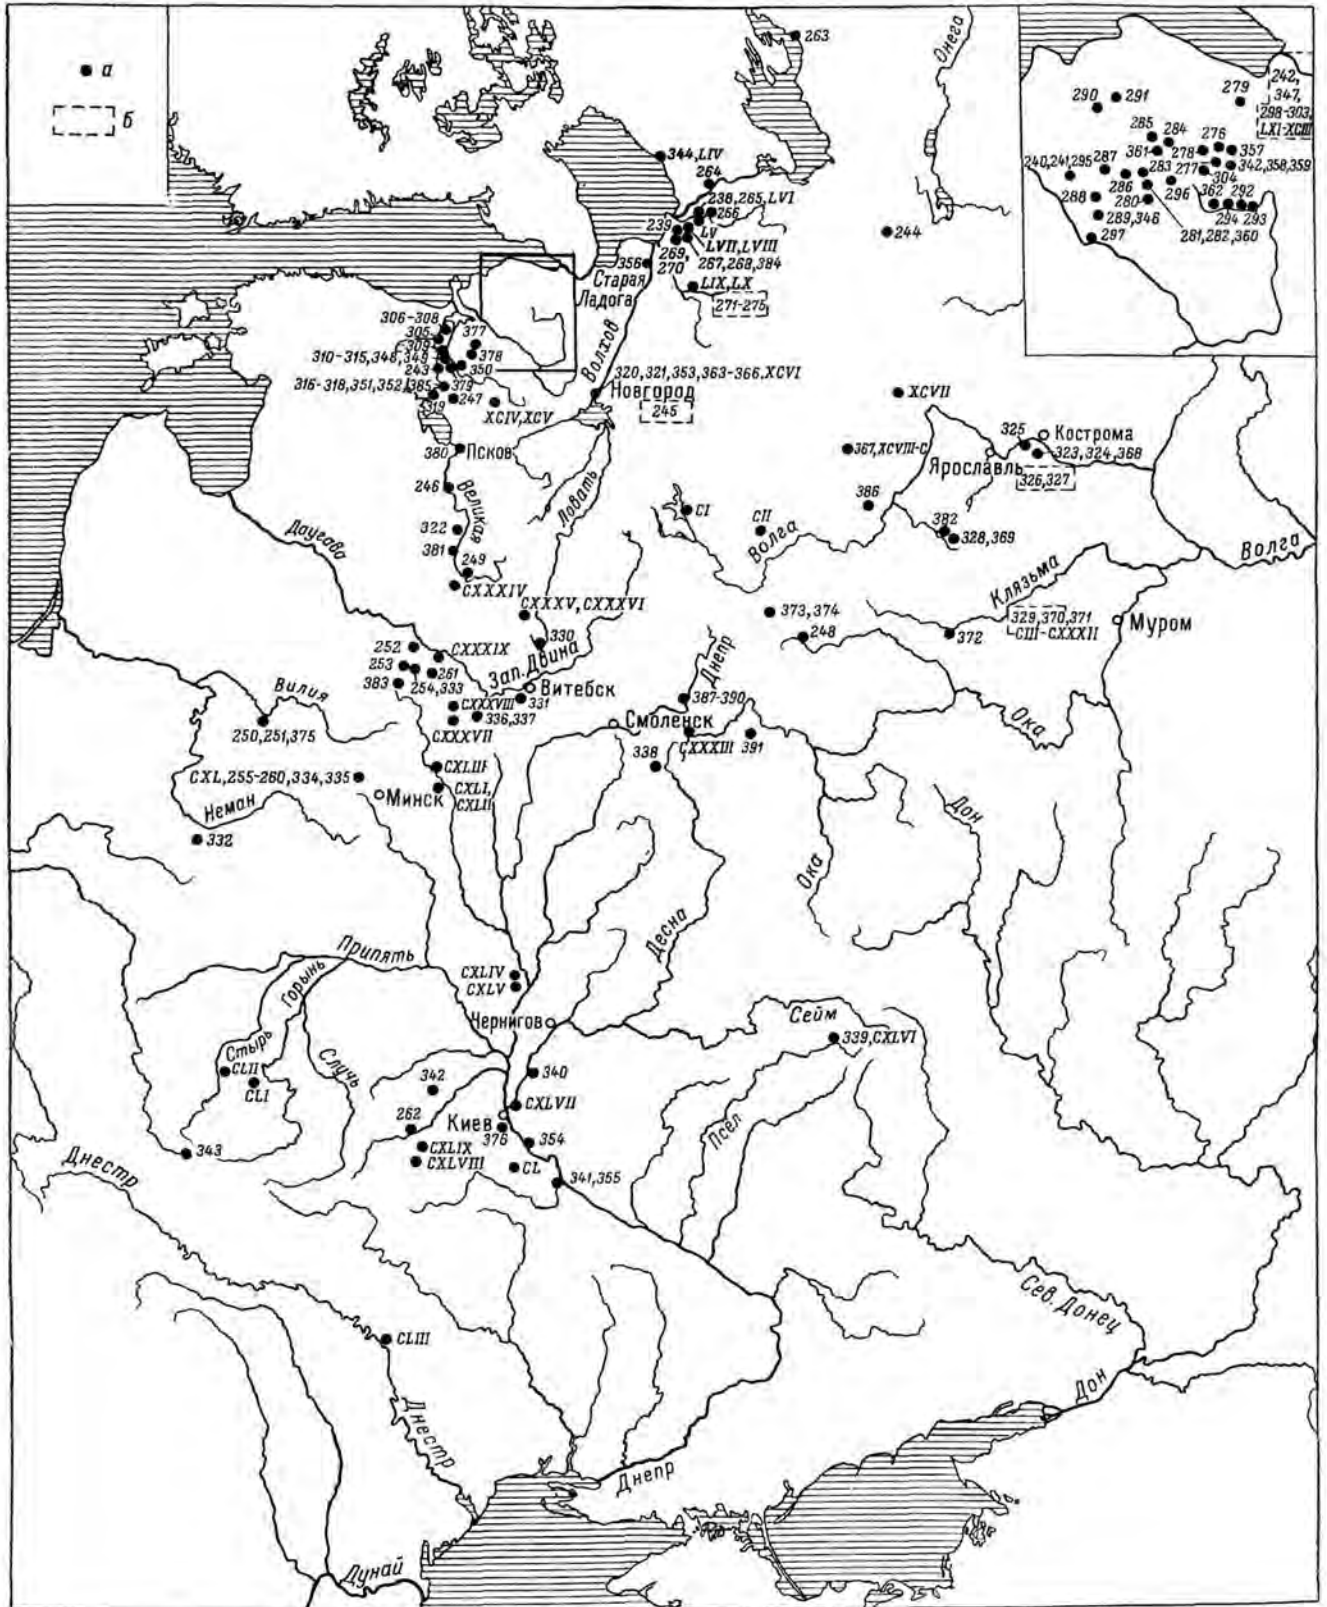 а
б
263
Онега
344, LIV
264
238, 265, LVI
266
239
LV
LVII, LVIII
269,
270
267, 268, 384
356
Старая
Ладога
LIX, LX
271-275
244
Волхов
242,
347,
298-303,
LXI-XCIII
279
290
291
285
284
276
361
278
357
240, 241, 295
287
283
277
342, 358, 359
286
296
304
288
280
362
292
289, 346
294
293
297
281, 282, 360
306-308
305
377
309
310-315, 348, 349
378
243
350
316-318, 351, 352, 385
379
319
247
XCIV, XCV
320, 321, 353, 363-366, XCVI
Новгород
245
XCVII
325
Кострома
323, 324, 368
367, XCVIII-C
Ярославль
326, 327
380
Псков
246
Великая
Ловать
CI
CII
386
Волга
382
328, 369
Волга
Даугава
322
381
249
CXXXIV
CXXXV, CXXXVI
Клязьма
373, 374
248
372
329, 370, 371
CIII-CXXXII
Муром
330
252
CXXXIX
253
261
254, 333
383
Зап. Двина
Витебск
331
Днепр
387-390
Вилия
CXXXVIII
336, 337
CXXXVII
Смоленск
CXXXIII
391
Ока
250, 251, 375
338
CXL, 255-260, 334, 335
CXLIII
CXLI,
CXLII
Минск
Неман
332
Дон
Ока
Десна
Припять
Горынь
CXLIV
CXLV
Чернигов
Сейм
339, CXLVI
Стырь
CLII
CLI
Случь
342
340
CXLVII
Киев
376
262
354
CXLIX
CXLVIII
CL
341, 355
Псёл
343
Днестр
Сев. Донец
CLIII
Дон
Днестр
Днепр
Дунай